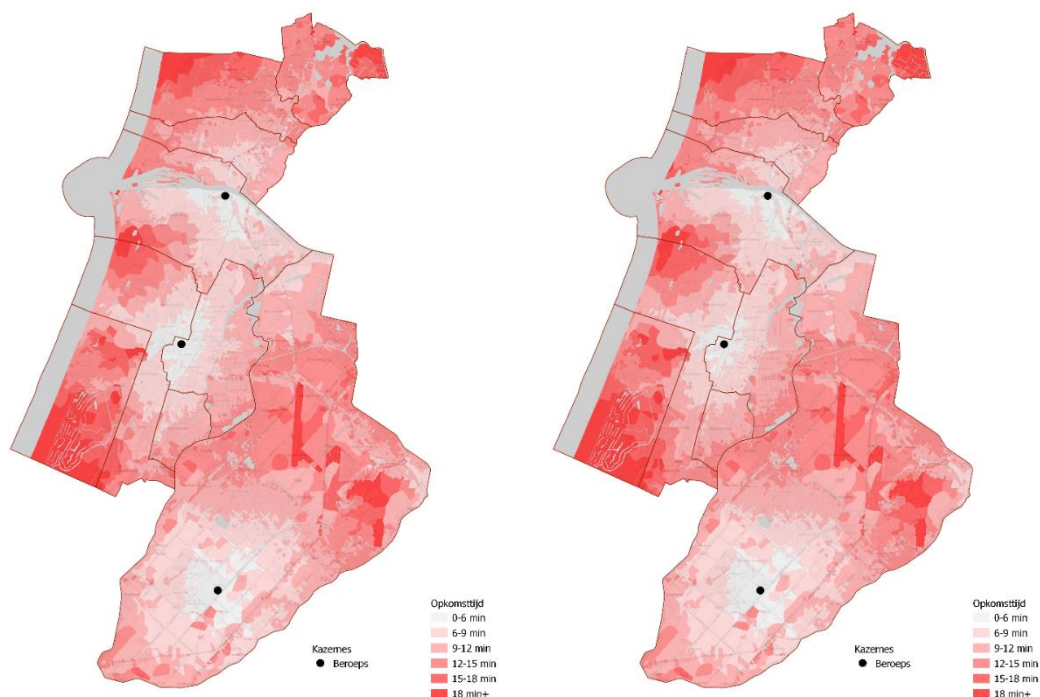 Opkomsttijd
0-6 min
6-9 min
9-12 min
12-15 min
15-18 min
18 min+
Kazernes
Beroeps
Opkomsttijd
0-6 min
6-9 min
9-12 min
12-15 min
15-18 min
18 min+
Kazernes
Beroeps